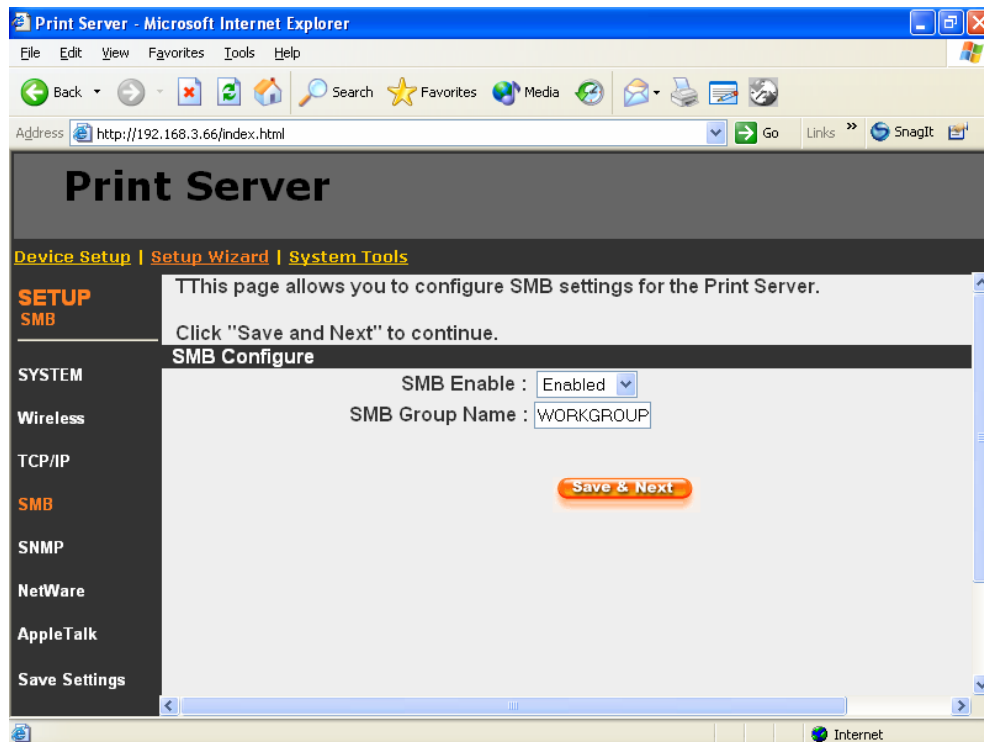 Print Server - Microsoft Internet Explorer
File Edit View Favorites Tools Help
Back Search Favorites Media
Address http://192.168.3.66/index.html Go Links » SnagIt
Print Server
Device Setup | Setup Wizard | System Tools
SETUP
SMB
SYSTEM
Wireless
TCP/IP
SMB
SNMP
NetWare
AppleTalk
Save Settings
TThis page allows you to configure SMB settings for the Print Server.
Click "Save and Next" to continue.
SMB Configure
SMB Enable : Enabled
SMB Group Name : WORKGROUP
Save & Next
Internet